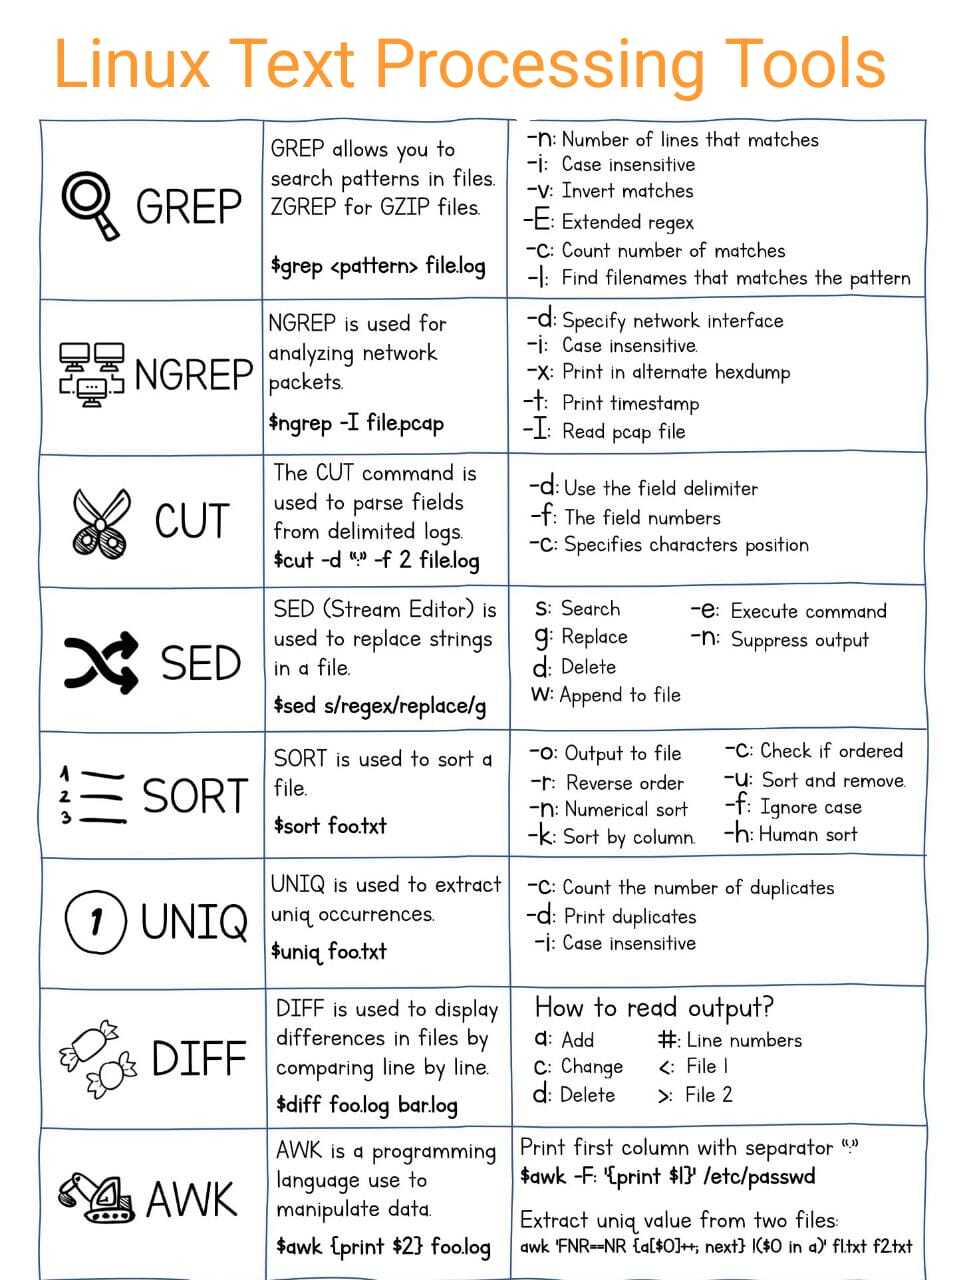 Linux Text Processing Tools
GREP
GREP allows you to
search patterns in files.
ZGREP for GZIP files.
$grep <pattern> file.log
-n: Number of lines that matches
-i: Case insensitive
-v: Invert matches
-E: Extended regex
-c: Count number of matches
-l: Find filenames that matches the pattern
NGREP
NGREP is used for
analyzing network
packets.
$ngrep -I file.pcap
-d: Specify network interface
-i: Case insensitive.
-x: Print in alternate hexdump
-t: Print timestamp
-I: Read pcap file
CUT
The CUT command is
used to parse fields
from delimited logs.
$cut -d ":" -f 2 file.log
-d: Use the field delimiter
-f: The field numbers
-c: Specifies characters position
SED
SED (Stream Editor) is
used to replace strings
in a file.
$sed s/regex/replace/g
s: Search
g: Replace
d: Delete
w: Append to file
-e: Execute command
-n: Suppress output
1
2
3
SORT
SORT is used to sort a
file.
$sort foo.txt
-o: Output to file
-r: Reverse order
-n: Numerical sort
-k: Sort by column.
-c: Check if ordered
-u: Sort and remove.
-f: Ignore case
-h: Human sort
1
UNIQ
UNIQ is used to extract
uniq occurrences.
$uniq foo.txt
-c: Count the number of duplicates
-d: Print duplicates
-i: Case insensitive
DIFF
DIFF is used to display
differences in files by
comparing line by line.
$diff foo.log bar.log
How to read output?
a: Add
c: Change
d: Delete
#: Line numbers
<: File 1
>: File 2
AWK
AWK is a programming
language use to
manipulate data.
$awk {print $2} foo.log
Print first column with separator ":"
$awk -F: '{print $1}' /etc/passwd
Extract uniq value from two files:
awk 'FNR==NR {a[$0]++; next} !($0 in a)' f1.txt f2.txt